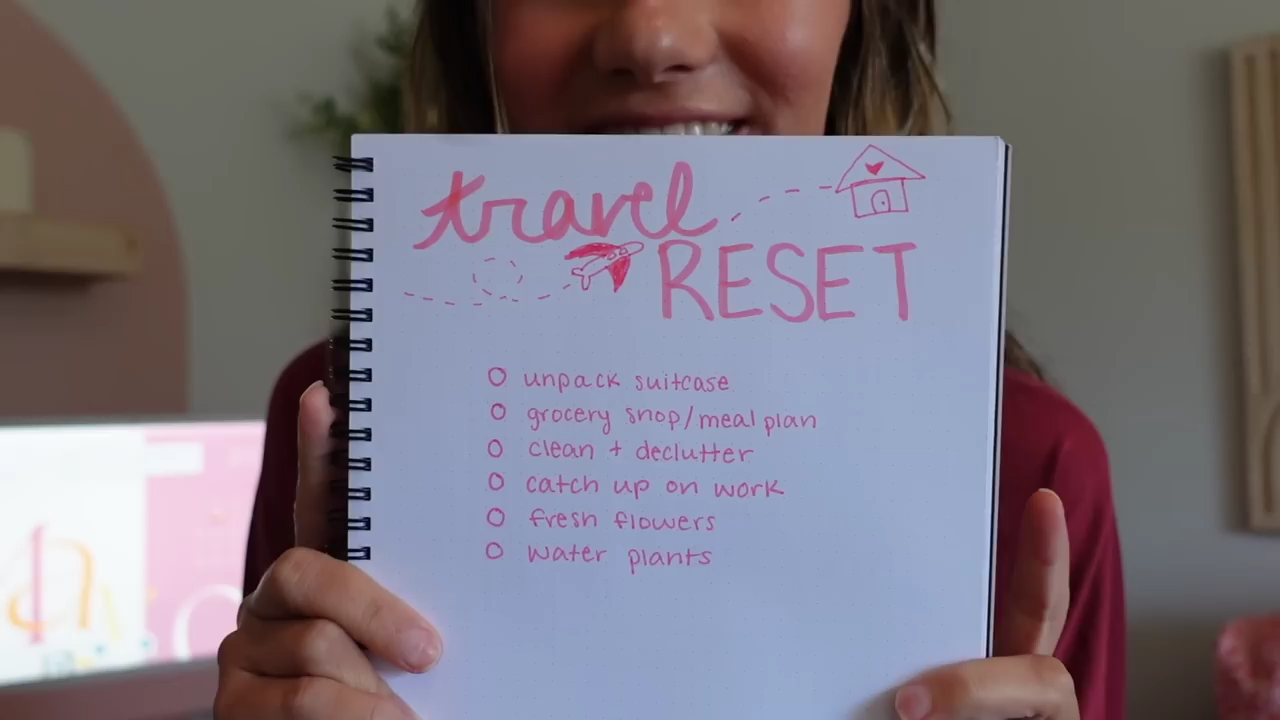 travel
RESET
unpack suitcase
grocery shop/meal plan
clean + declutter
catch up on work
fresh flowers
water plants